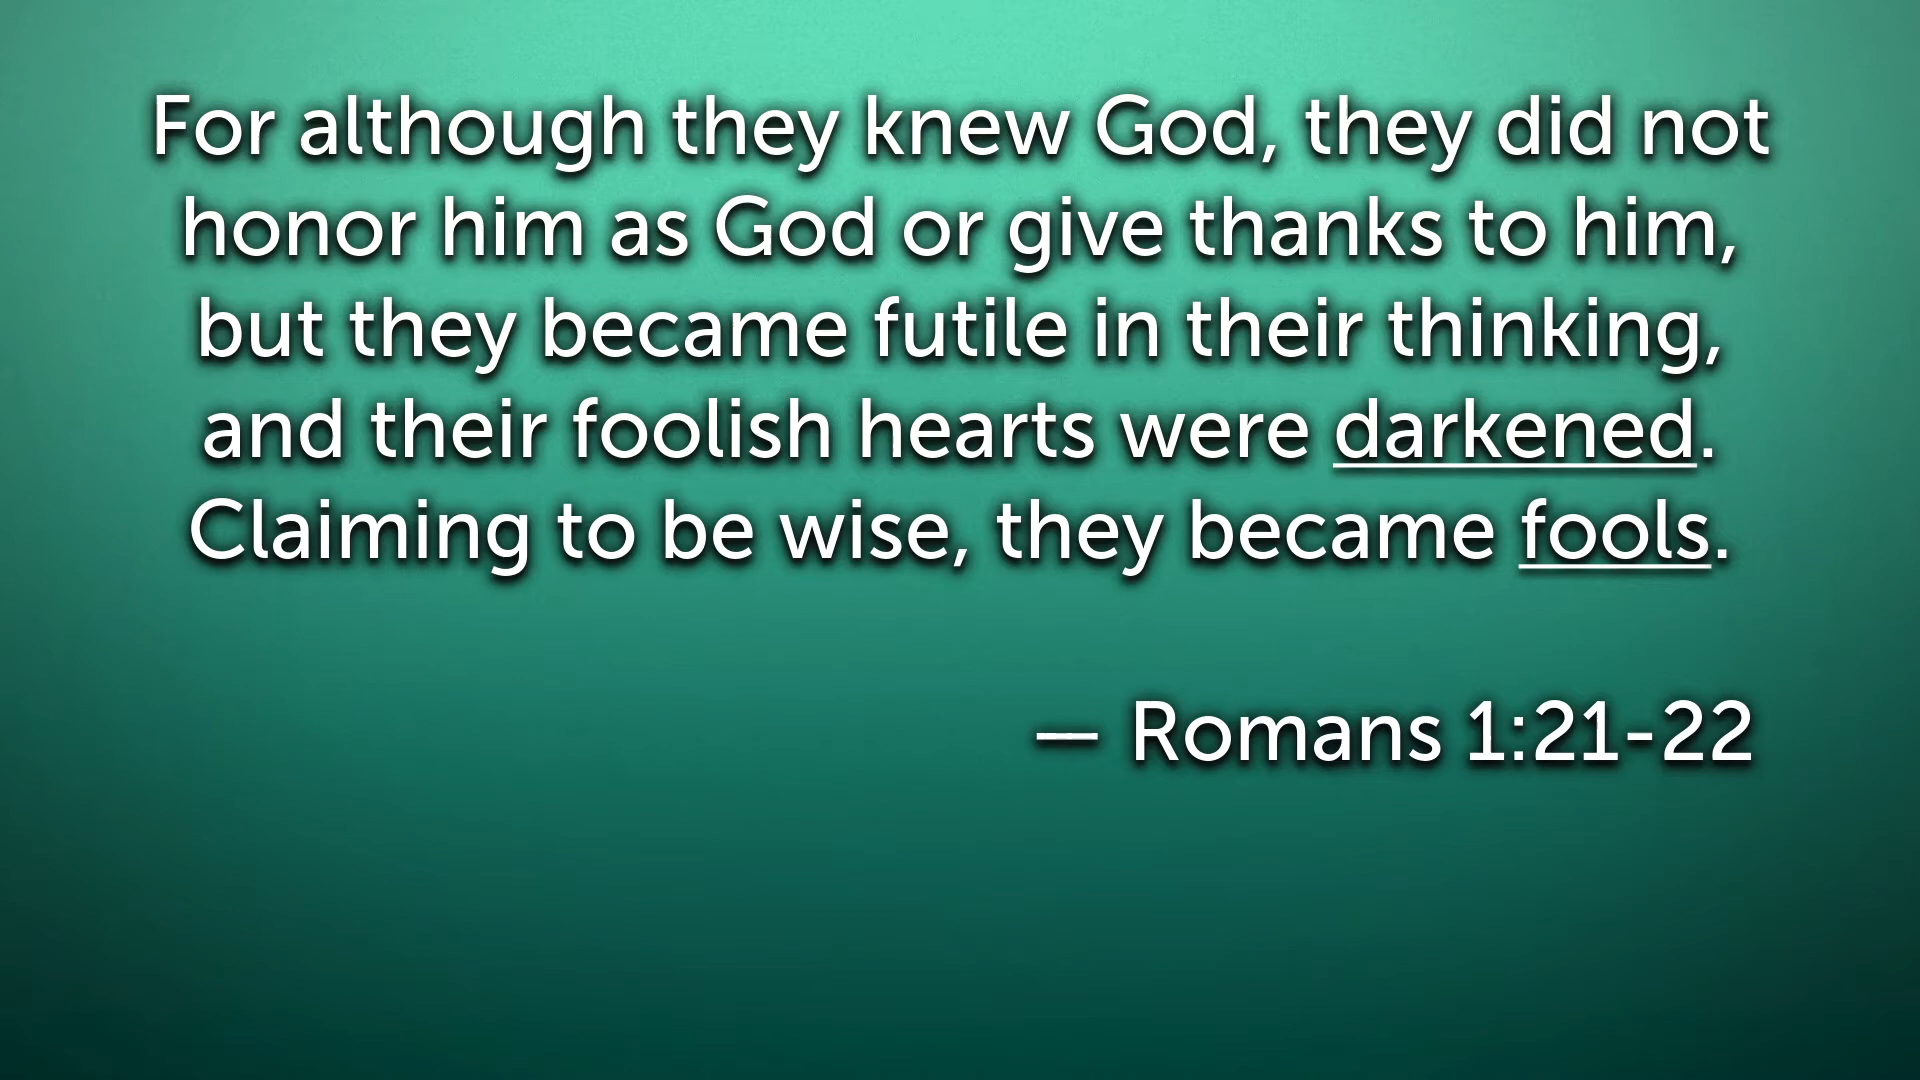 For although they knew God, they did not
honor him as God or give thanks to him,
but they became futile in their thinking,
and their foolish hearts were darkened.
Claiming to be wise, they became fools.
— Romans 1:21-22